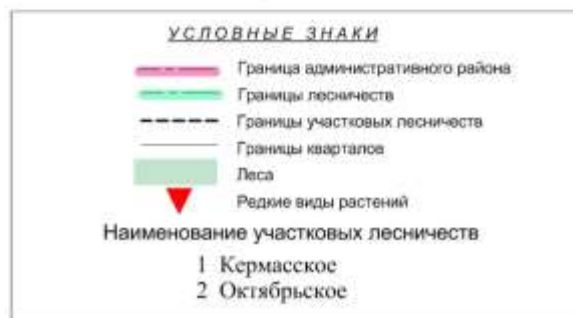 УСЛОВНЫЕ ЗНАКИ
Граница административного района
Границы лесничеств
Границы участковых лесничеств
Границы кварталов
Леса
Редкие виды растений
Наименование участковых лесничеств
1 Кермасское
2 Октябрьское